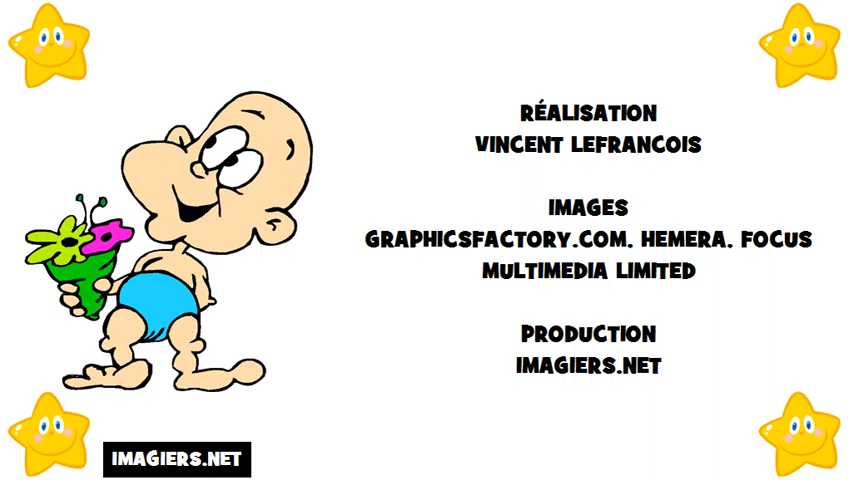 RÉALISATION
VINCENT LEFRANCOIS
IMAGES
GRAPHICSFACTORY.COM, HEMERA, FOCUS
MULTIMEDIA LIMITED
PRODUCTION
IMAGIERS.NET
IMAGIERS.NET